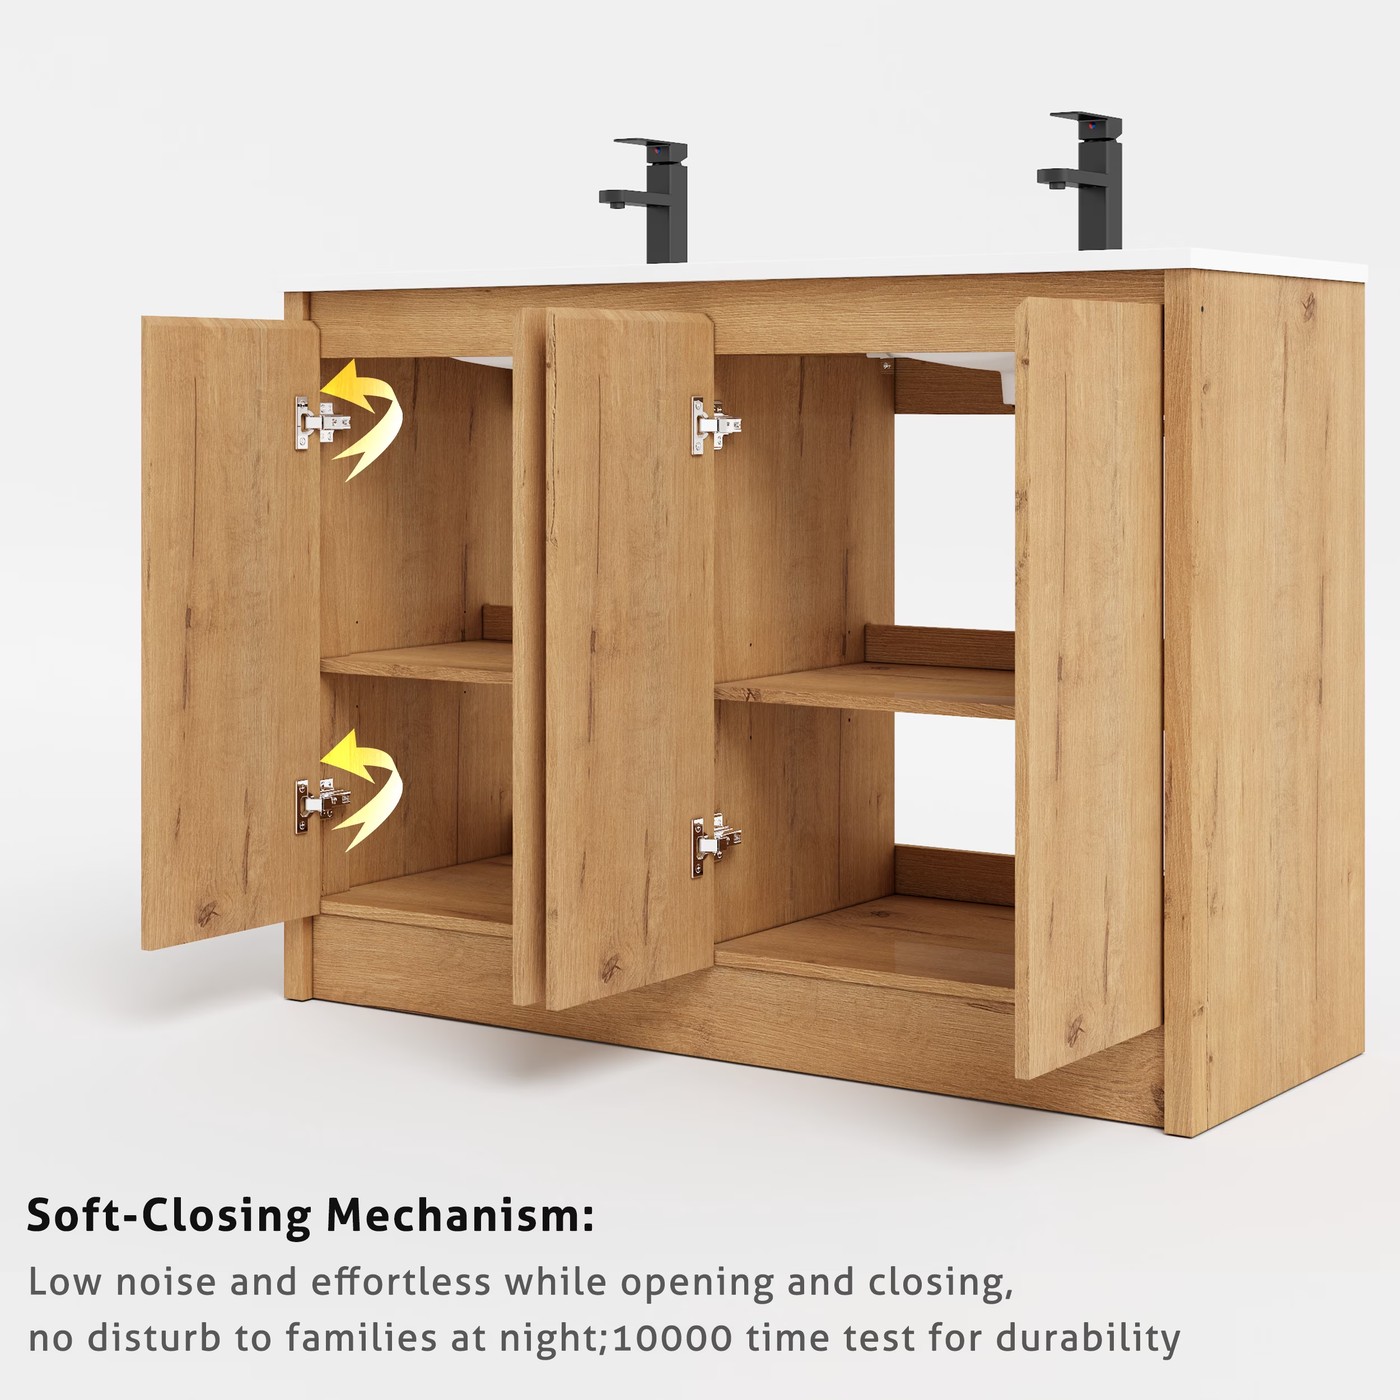 Soft-Closing Mechanism:
Low noise and effortless while opening and closing,
no disturb to families at night;10000 time test for durability